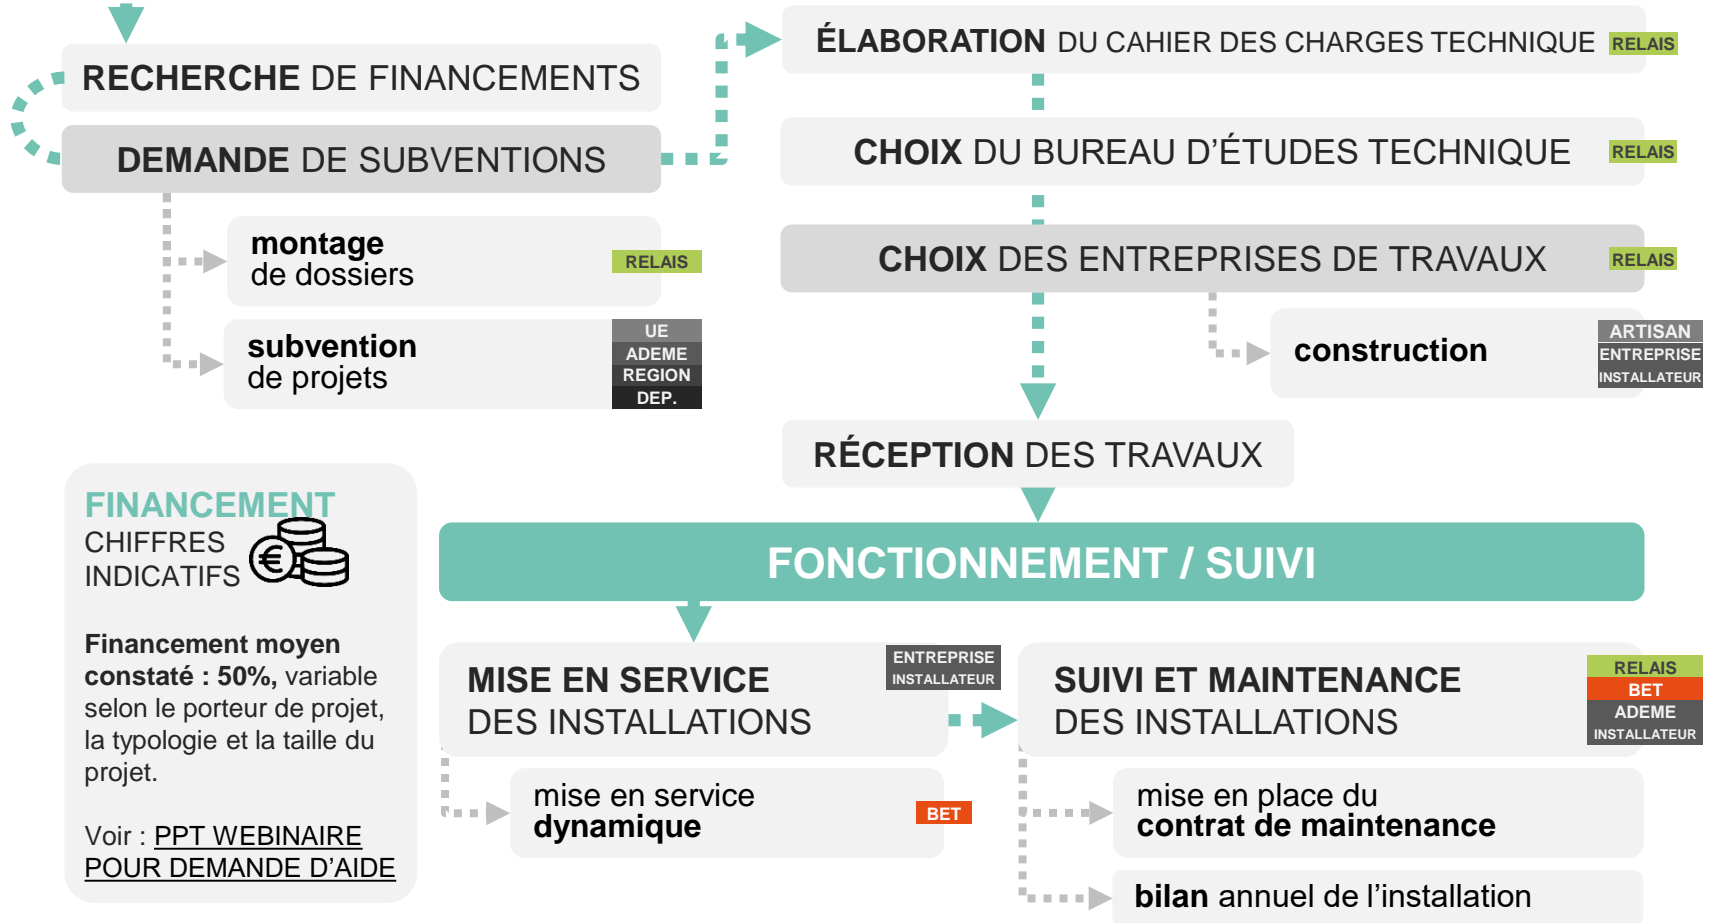 RECHERCHE DE FINANCEMENTS
DEMANDE DE SUBVENTIONS
montage
de dossiers
RELAIS
subvention
de projets
UE
ADEME
REGION
DEP.
ÉLABORATION DU CAHIER DES CHARGES TECHNIQUE
RELAIS
CHOIX DU BUREAU D'ÉTUDES TECHNIQUE
RELAIS
CHOIX DES ENTREPRISES DE TRAVAUX
RELAIS
construction
ARTISAN
ENTREPRISE
INSTALLATEUR
RÉCEPTION DES TRAVAUX
FINANCEMENT
CHIFFRES
INDICATIFS
€
Financement moyen
constaté : 50%, variable
selon le porteur de projet,
la typologie et la taille du
projet.
Voir : PPT WEBINAIRE
POUR DEMANDE D'AIDE
FONCTIONNEMENT / SUIVI
MISE EN SERVICE
DES INSTALLATIONS
ENTREPRISE
INSTALLATEUR
mise en service
dynamique
BET
SUIVI ET MAINTENANCE
DES INSTALLATIONS
RELAIS
BET
ADEME
INSTALLATEUR
mise en place du
contrat de maintenance
bilan annuel de l'installation